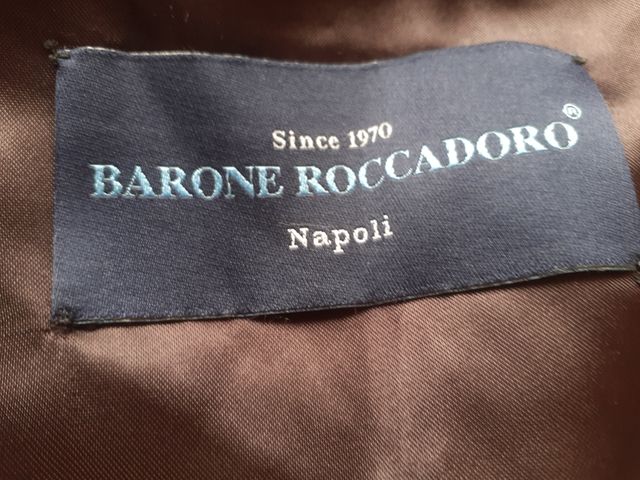 Since 1970
BARONE ROCCADORO®
Napoli